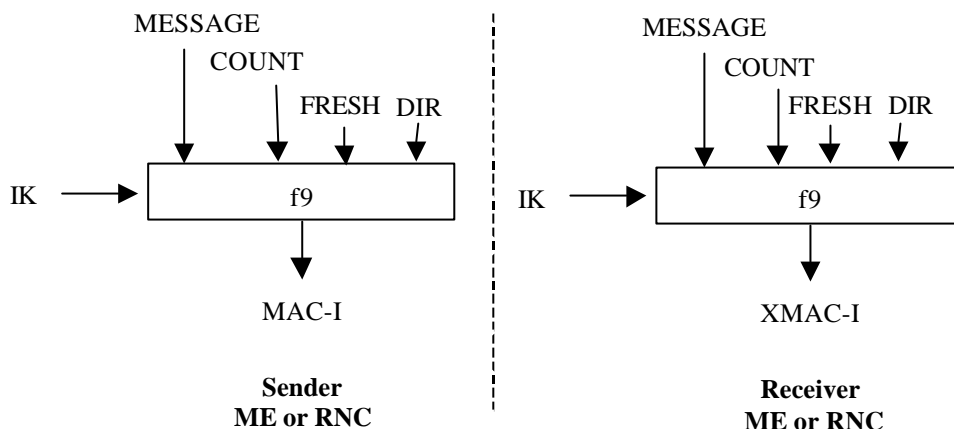 MESSAGE
COUNT
FRESH DIR
IK
f9
MAC-I
Sender
ME or RNC
MESSAGE
COUNT
FRESH DIR
IK
f9
XMAC-I
Receiver
ME or RNC